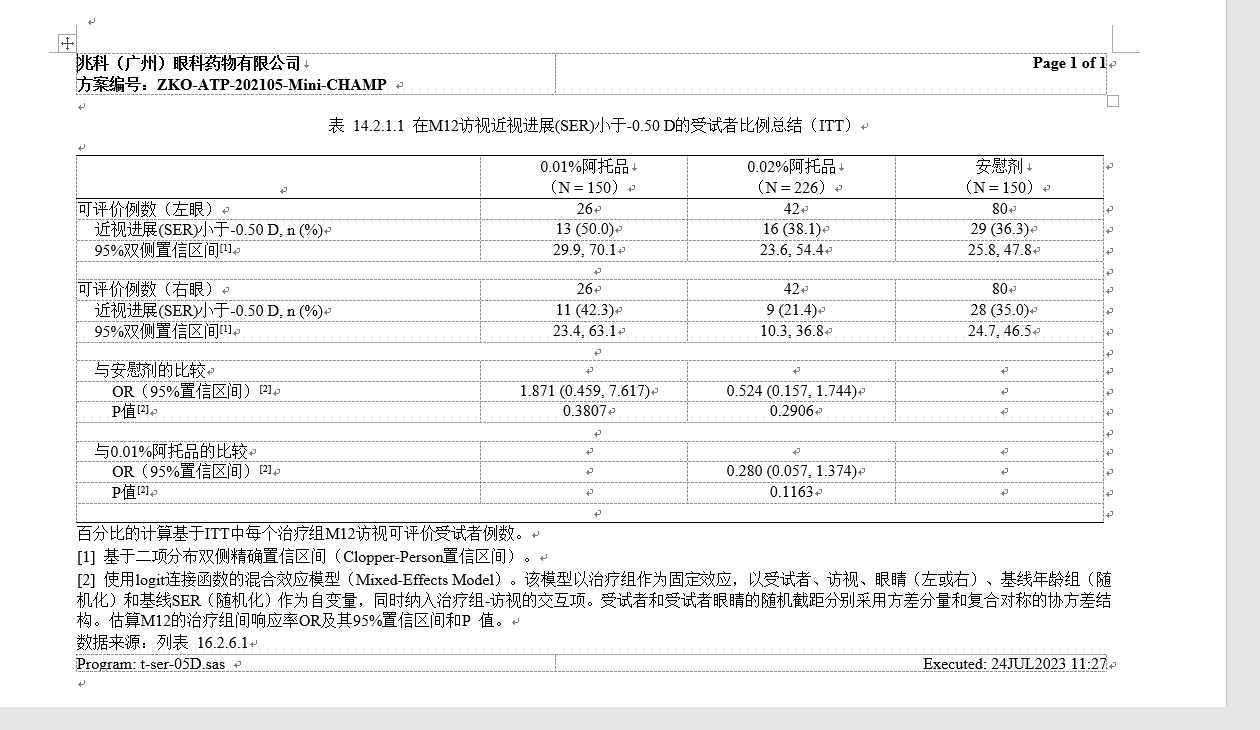 兆科（广州）眼科药物有限公司 Page 1 of 1
方案编号：ZKO-ATP-202105-Mini-CHAMP
表 14.2.1.1 在M12访视近视进展(SER)小于-0.50 D的受试者比例总结（ITT）
0.01%阿托品 0.02%阿托品 安慰剂
（N = 150） （N = 226） （N = 150）
可评价例数（左眼） 26 42 80
近视进展(SER)小于-0.50 D, n (%) 13 (50.0) 16 (38.1) 29 (36.3)
95%双侧置信区间[1] 29.9, 70.1 23.6, 54.4 25.8, 47.8
可评价例数（右眼） 26 42 80
近视进展(SER)小于-0.50 D, n (%) 11 (42.3) 9 (21.4) 28 (35.0)
95%双侧置信区间[1] 23.4, 63.1 10.3, 36.8 24.7, 46.5
与安慰剂的比较
OR（95%置信区间）[2] 1.871 (0.459, 7.617) 0.524 (0.157, 1.744)
P值[2] 0.3807 0.2906
与0.01%阿托品的比较
OR（95%置信区间）[2] 0.280 (0.057, 1.374)
P值[2] 0.1163
百分比的计算基于ITT中每个治疗组M12访视可评价受试者例数。
[1] 基于二项分布双侧精确置信区间（Clopper-Person置信区间）。
[2] 使用logit连接函数的混合效应模型（Mixed-Effects Model）。该模型以治疗组作为固定效应，以受试者、访视、眼睛（左或右）、基线年龄组（随
机化）和基线SER（随机化）作为自变量，同时纳入治疗组-访视的交互项。受试者和受试者眼睛的随机截距分别采用方差分量和复合对称的协方差结
构。估算M12的治疗组间响应率OR及其95%置信区间和P 值。
数据来源：列表 16.2.6.1
Program: t-ser-05D.sas Executed: 24JUL2023 11:27